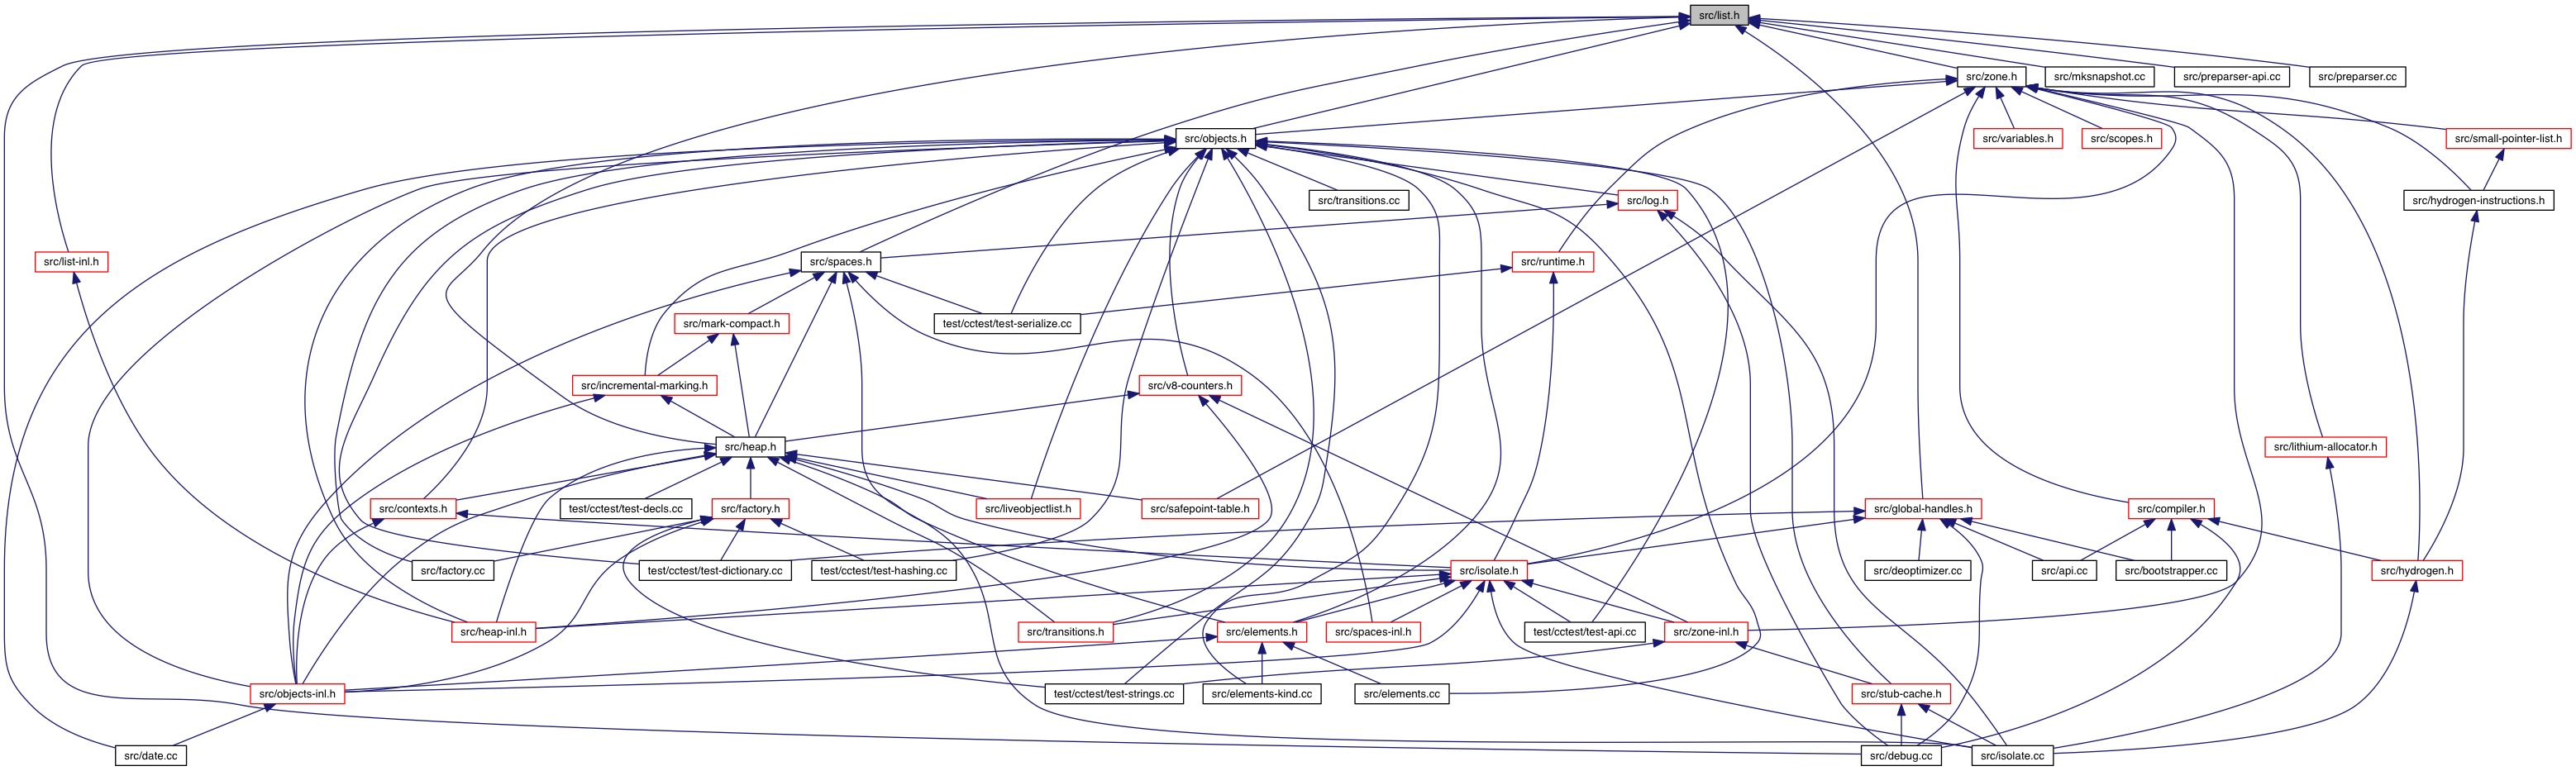 src/list.h
src/zone.h
src/mksnapshot.cc
src/preparser-api.cc
src/preparser.cc
src/objects.h
src/variables.h
src/scopes.h
src/small-pointer-list.h
src/transitions.cc
src/log.h
src/hydrogen-instructions.h
src/list-inl.h
src/spaces.h
src/runtime.h
src/mark-compact.h
test/cctest/test-serialize.cc
src/incremental-marking.h
src/v8-counters.h
src/heap.h
src/lithium-allocator.h
src/contexts.h
test/cctest/test-decls.cc
src/factory.h
src/liveobjectlist.h
src/safepoint-table.h
src/global-handles.h
src/compiler.h
src/factory.cc
test/cctest/test-dictionary.cc
test/cctest/test-hashing.cc
src/isolate.h
src/deoptimizer.cc
src/api.cc
src/bootstrapper.cc
src/hydrogen.h
src/heap-inl.h
src/transitions.h
src/elements.h
src/spaces-inl.h
test/cctest/test-api.cc
src/zone-inl.h
src/objects-inl.h
test/cctest/test-strings.cc
src/elements-kind.cc
src/elements.cc
src/stub-cache.h
src/date.cc
src/debug.cc
src/isolate.cc